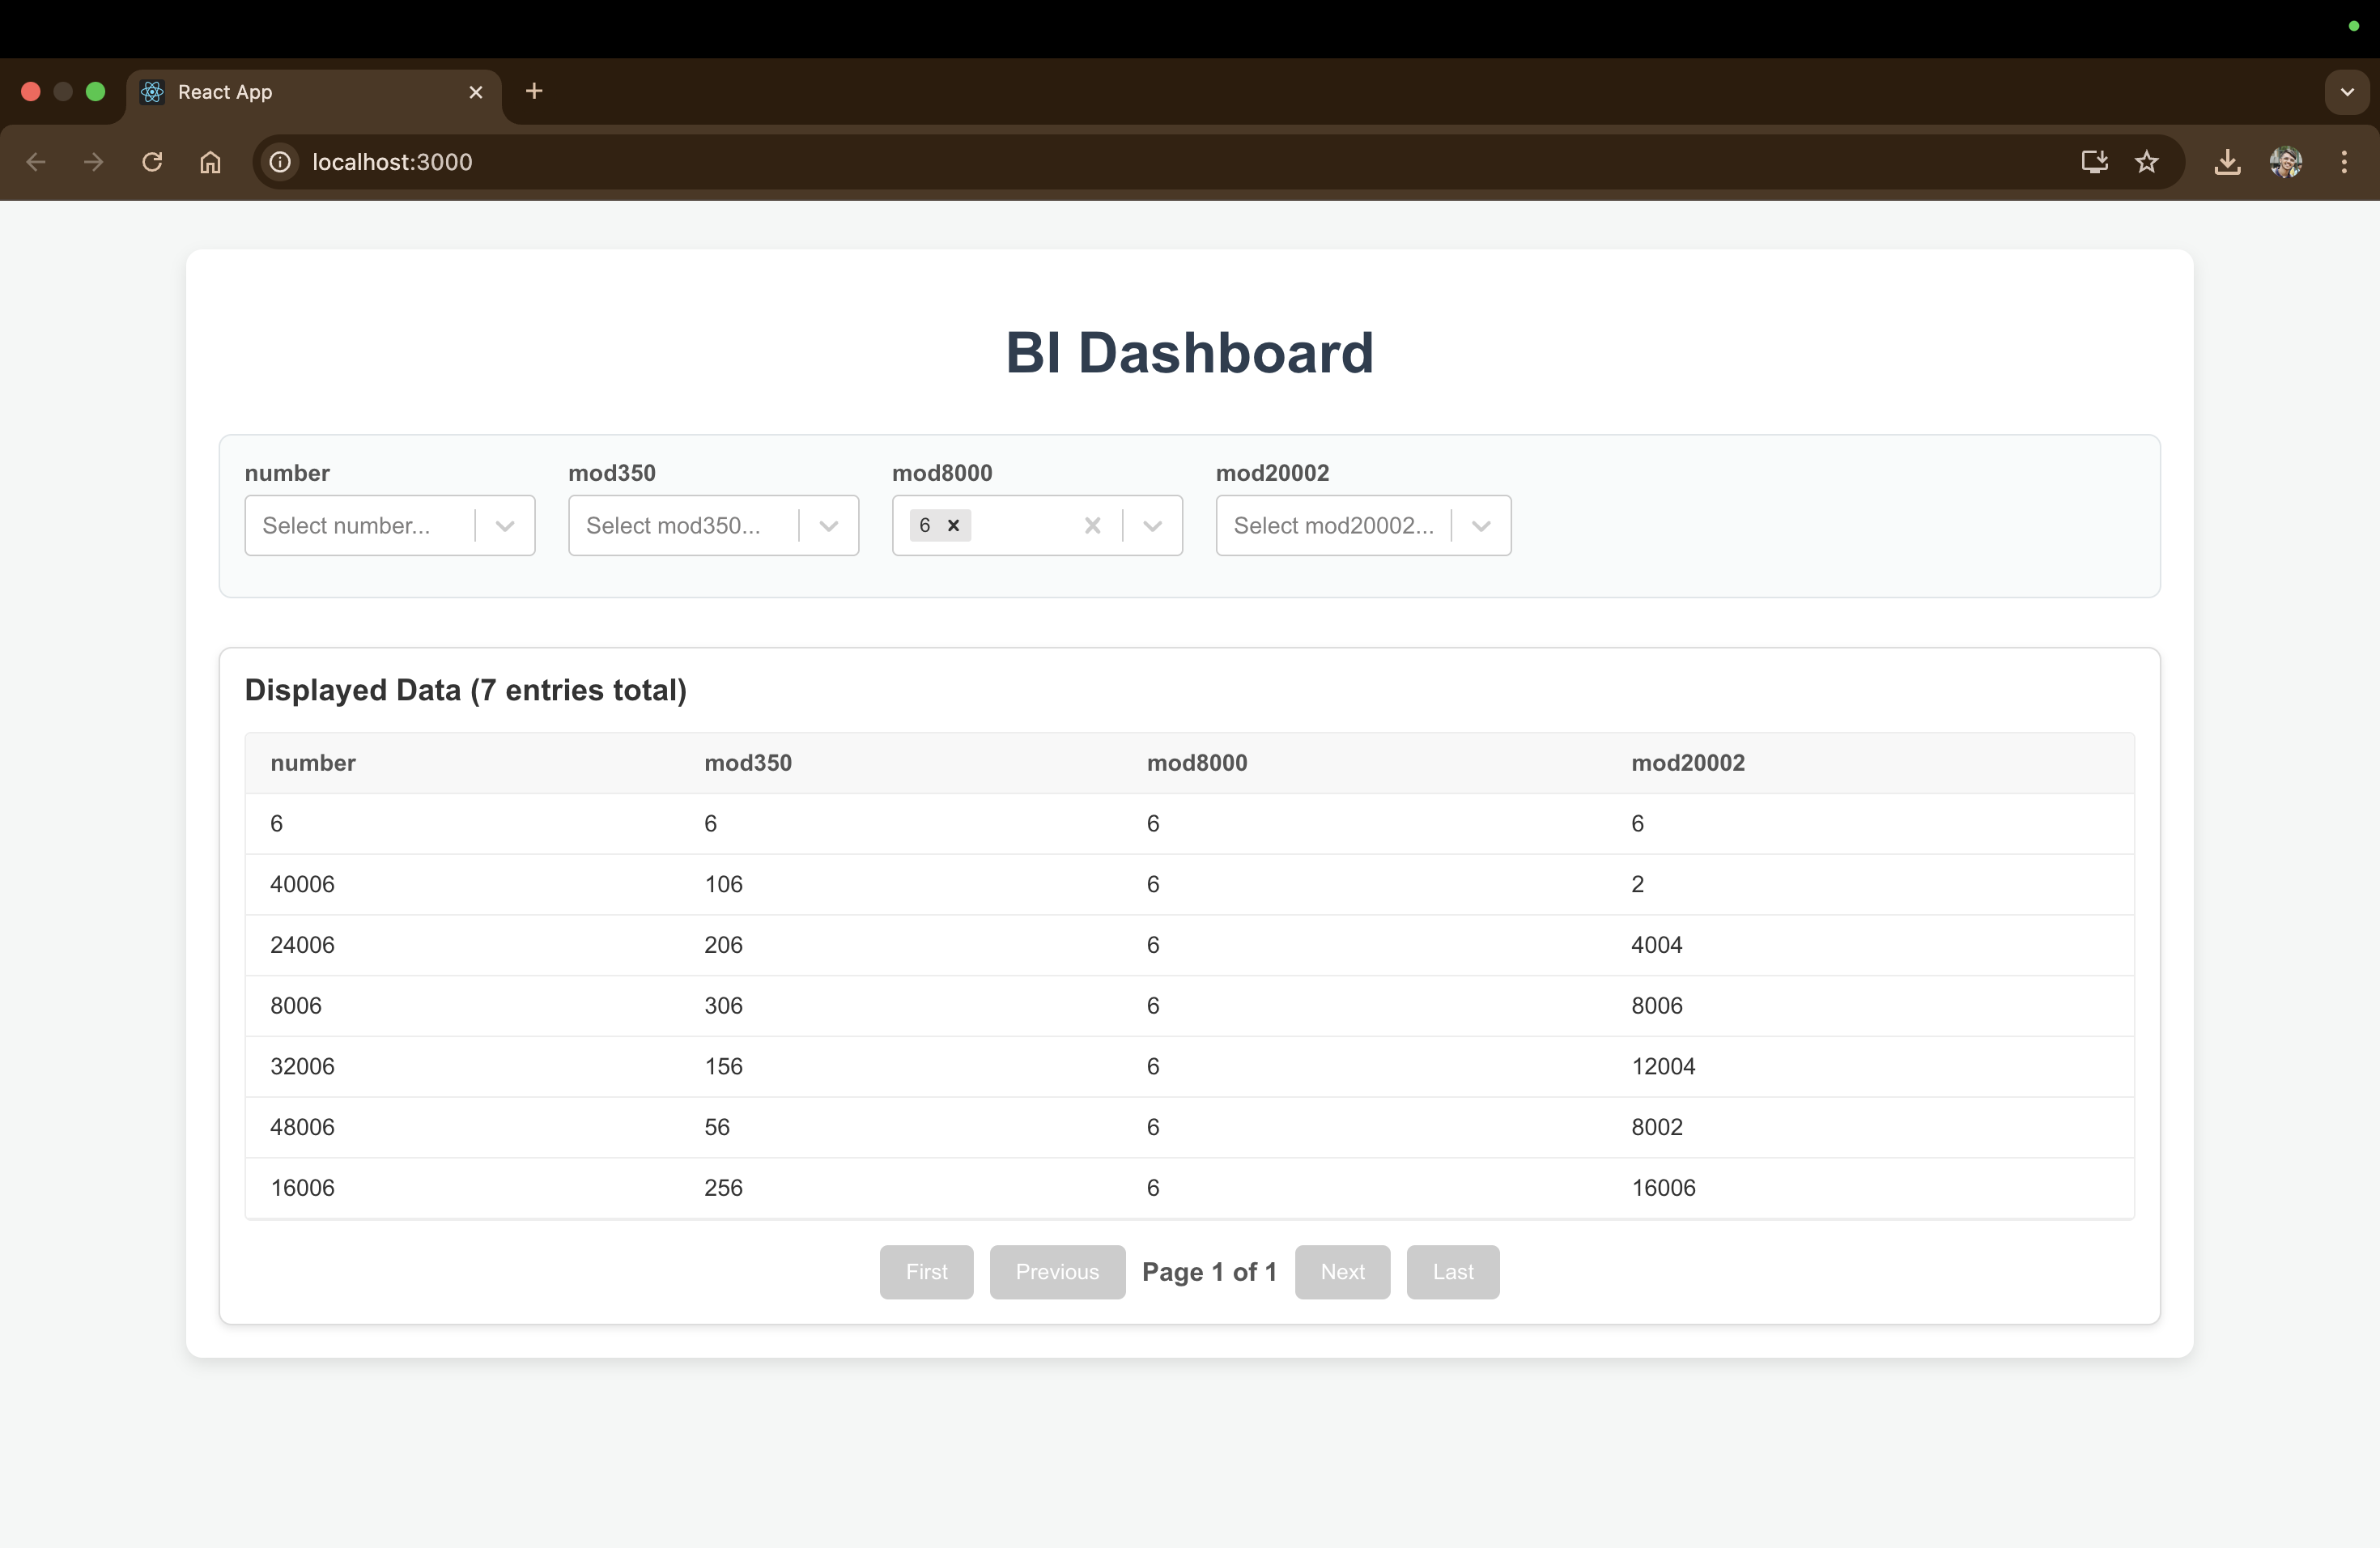 React App
localhost:3000
BI Dashboard
number mod350 mod8000 mod20002
Select number... Select mod350... 6 Select mod20002...
Displayed Data (7 entries total)
number mod350 mod8000 mod20002
6 6 6 6
40006 106 6 2
24006 206 6 4004
8006 306 6 8006
32006 156 6 12004
48006 56 6 8002
16006 256 6 16006
First Previous Page 1 of 1 Next Last